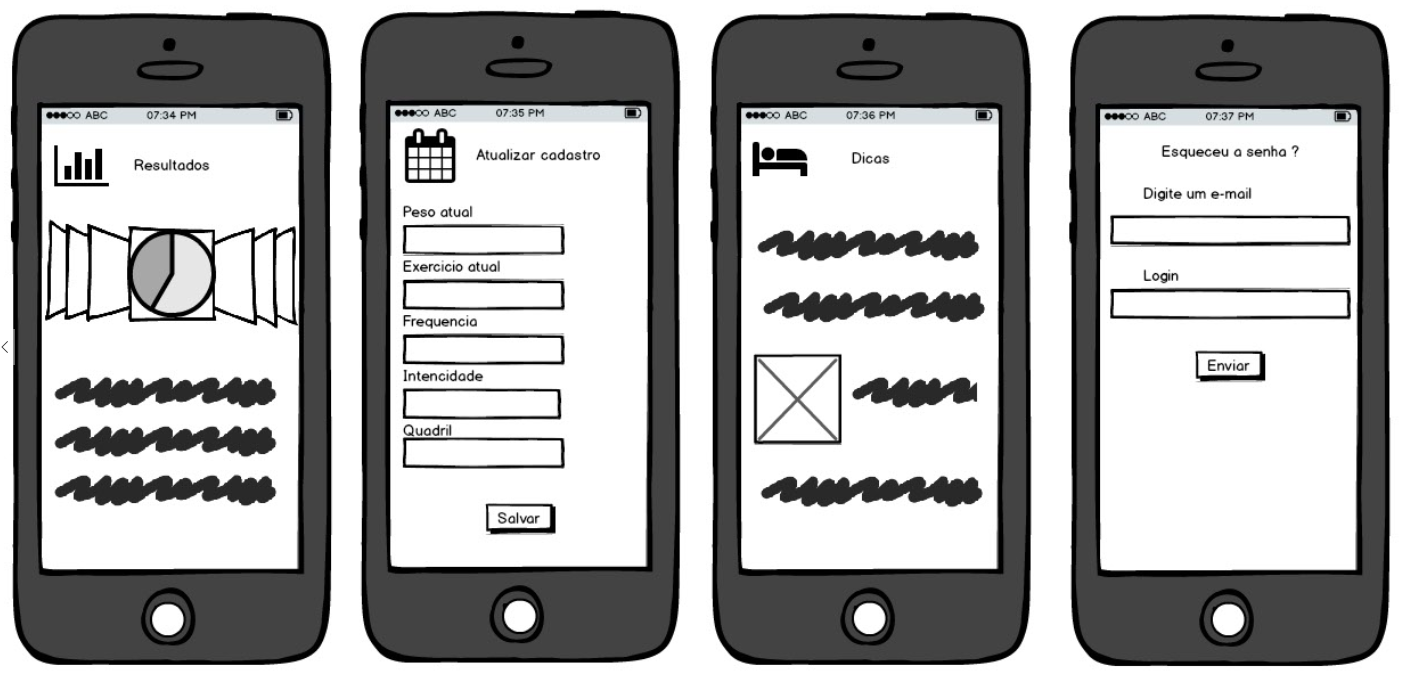 ABC 07:34 PM
Resultados
ABC 07:35 PM
Atualizar cadastro
Peso atual
Exercicio atual
Frequencia
Intencidade
Quadril
Salvar
ABC 07:36 PM
Dicas
ABC 07:37 PM
Esqueceu a senha ?
Digite um e-mail
Login
Enviar